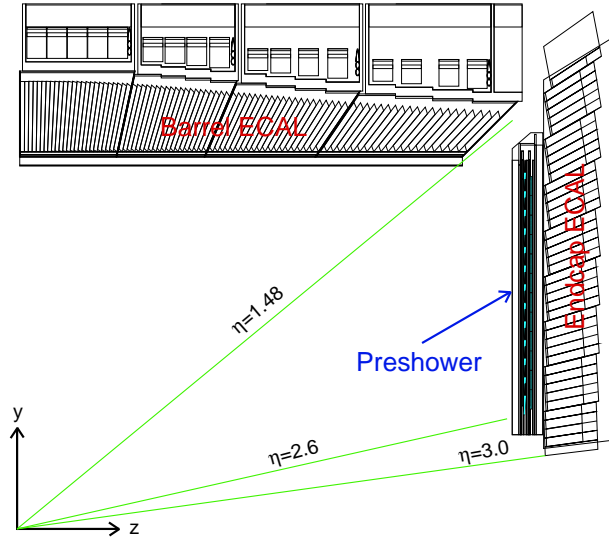 Barrel ECAL
Endcap ECAL
η=1.48
Preshower
y
η=2.6
η=3.0
z